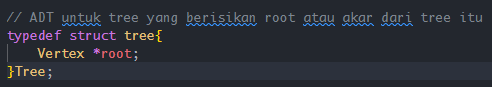 // ADT untuk tree yang berisikan root atau akar dari tree itu
typedef struct tree{
    Vertex *root;
}Tree;